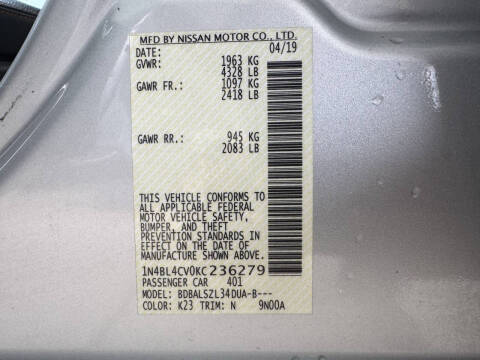 MFD BY NISSAN MOTOR CO., LTD.
DATE: 04/19
GVWR: 1963 KG
4328 LB
GAWR FR.: 1097 KG
2418 LB
GAWR RR.: 945 KG
2083 LB
THIS VEHICLE CONFORMS TO
ALL APPLICABLE FEDERAL
MOTOR VEHICLE SAFETY,
BUMPER, AND THEFT
PREVENTION STANDARDS IN
EFFECT ON THE DATE OF
MANUFACTURE SHOWN ABOVE.
1N4BL4CV0KC236279
PASSENGER CAR 401
MODEL: BDBALSZL34DUA-B---
COLOR: K23 TRIM: N 9N00A